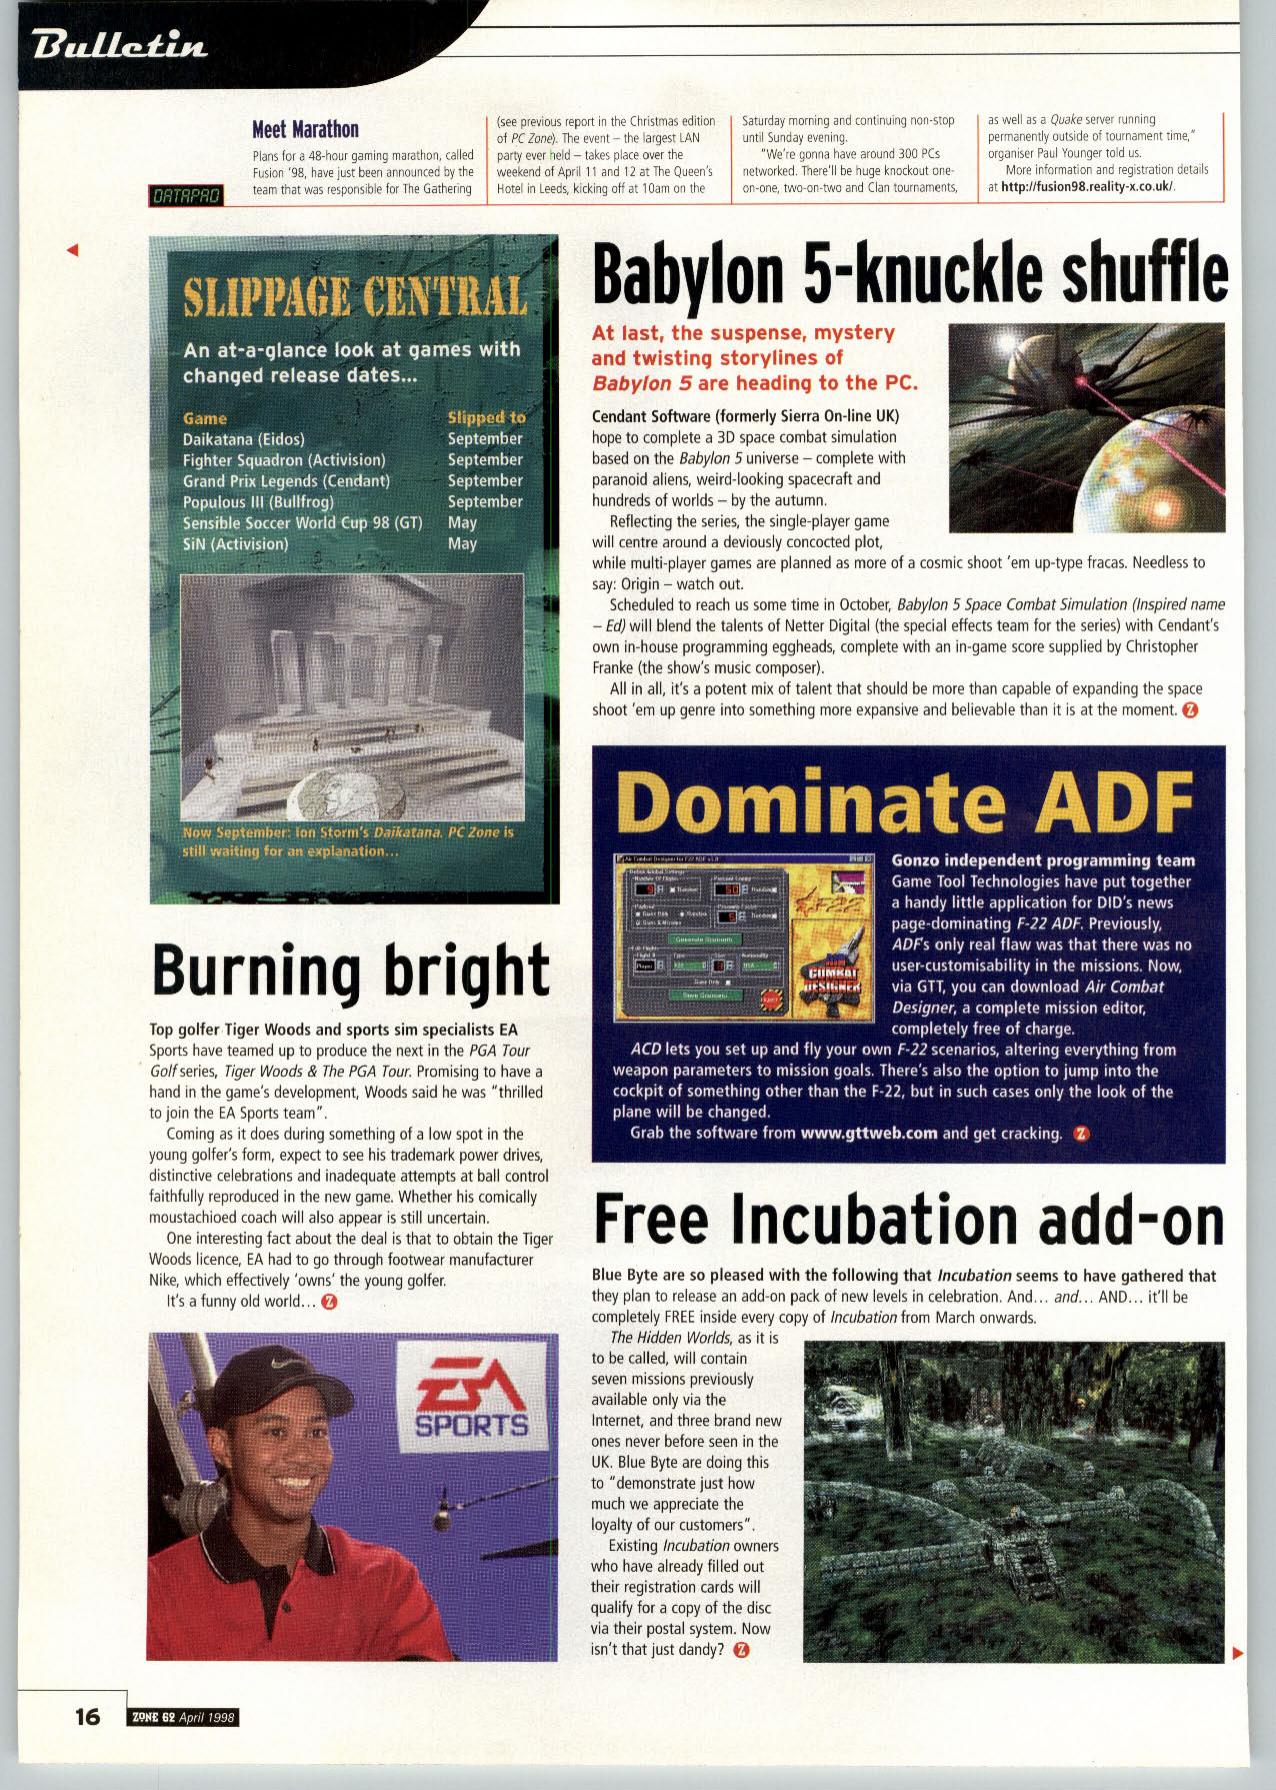 Bulletin
Meet Marathon
Plans for a 48-hour gaming marathon, called
Fusion '98, have just been announced by the
team that was responsible for The Gathering
DATAPAD
(see previous report in the Christmas edition
of PC Zone). The event – the largest LAN
party ever held – takes place over the
weekend of April 11 and 12 at The Queen's
Hotel in Leeds, kicking off at 10am on the
Saturday morning and continuing non-stop
until Sunday evening.
"We're gonna have around 300 PCs
networked. There'll be huge knockout one-
on-one, two-on-two and Clan tournaments,
as well as a Quake server running
permanently outside of tournament time,"
organiser Paul Younger told us.
More information and registration details
at http://fusion98.reality-x.co.uk/.
SLIPPAGE CENTRAL
An at-a-glance look at games with
changed release dates...
Game Slipped to
Daikatana (Eidos) September
Fighter Squadron (Activision) September
Grand Prix Legends (Cendant) September
Populous III (Bullfrog) September
Sensible Soccer World Cup 98 (GT) May
SiN (Activision) May
Now September: Ion Storm's Daikatana. PC Zone is
still waiting for an explanation...
Burning bright
Top golfer Tiger Woods and sports sim specialists EA
Sports have teamed up to produce the next in the PGA Tour
Golf series, Tiger Woods & The PGA Tour. Promising to have a
hand in the game's development, Woods said he was "thrilled
to join the EA Sports team".
Coming as it does during something of a low spot in the
young golfer's form, expect to see his trademark power drives,
distinctive celebrations and inadequate attempts at ball control
faithfully reproduced in the new game. Whether his comically
moustachioed coach will also appear is still uncertain.
One interesting fact about the deal is that to obtain the Tiger
Woods licence, EA had to go through footwear manufacturer
Nike, which effectively 'owns' the young golfer.
It's a funny old world... Z
EA
SPORTS
Babylon 5-knuckle shuffle
At last, the suspense, mystery
and twisting storylines of
Babylon 5 are heading to the PC.
Cendant Software (formerly Sierra On-line UK)
hope to complete a 3D space combat simulation
based on the Babylon 5 universe – complete with
paranoid aliens, weird-looking spacecraft and
hundreds of worlds – by the autumn.
Reflecting the series, the single-player game
will centre around a deviously concocted plot,
while multi-player games are planned as more of a cosmic shoot 'em up-type fracas. Needless to
say: Origin – watch out.
Scheduled to reach us some time in October, Babylon 5 Space Combat Simulation (Inspired name
– Ed) will blend the talents of Netter Digital (the special effects team for the series) with Cendant's
own in-house programming eggheads, complete with an in-game score supplied by Christopher
Franke (the show's music composer).
All in all, it's a potent mix of talent that should be more than capable of expanding the space
shoot 'em up genre into something more expansive and believable than it is at the moment. Z
Dominate ADF
Air Combat Designer for F-22 ADF v1.0
F-22
COMBAT
DESIGNER
Gonzo independent programming team
Game Tool Technologies have put together
a handy little application for DID's news
page-dominating F-22 ADF. Previously,
ADF's only real flaw was that there was no
user-customisability in the missions. Now,
via GTT, you can download Air Combat
Designer, a complete mission editor,
completely free of charge.
ACD lets you set up and fly your own F-22 scenarios, altering everything from
weapon parameters to mission goals. There's also the option to jump into the
cockpit of something other than the F-22, but in such cases only the look of the
plane will be changed.
Grab the software from www.gttweb.com and get cracking. Z
Free Incubation add-on
Blue Byte are so pleased with the following that Incubation seems to have gathered that
they plan to release an add-on pack of new levels in celebration. And... and... AND... it'll be
completely FREE inside every copy of Incubation from March onwards.
The Hidden Worlds, as it is
to be called, will contain
seven missions previously
available only via the
Internet, and three brand new
ones never before seen in the
UK. Blue Byte are doing this
to "demonstrate just how
much we appreciate the
loyalty of our customers".
Existing Incubation owners
who have already filled out
their registration cards will
qualify for a copy of the disc
via their postal system. Now
isn't that just dandy? Z
16 ZONE 62 April 1998